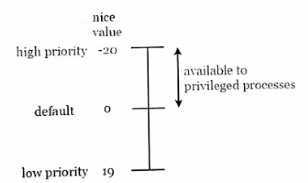 nice
value
high priority -20
available to
privileged processes
default 0
low priority 19